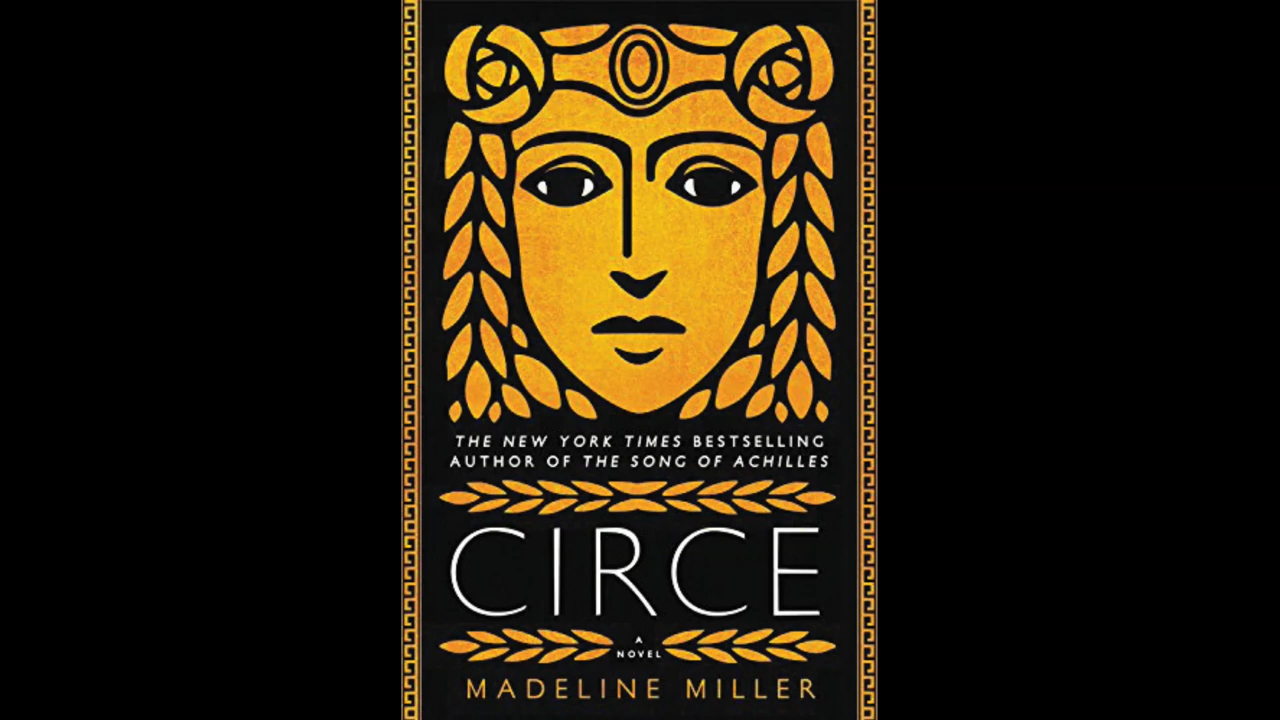 THE NEW YORK TIMES BESTSELLING
AUTHOR OF THE SONG OF ACHILLES
CIRCE
A
NOVEL
MADELINE MILLER